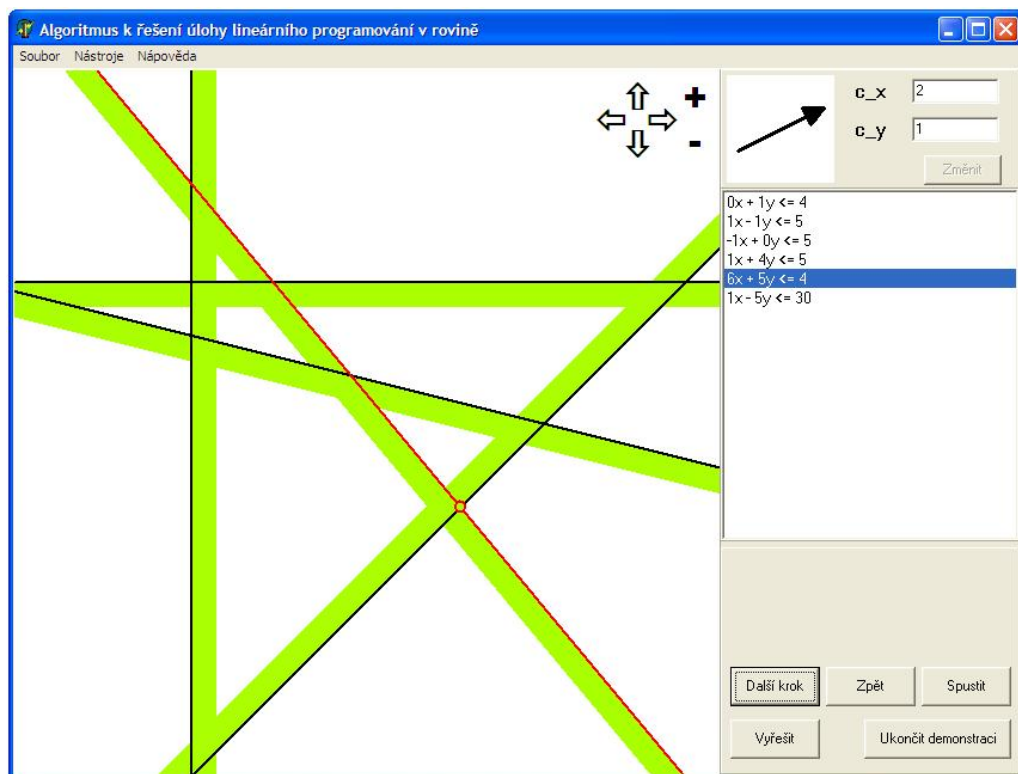 Algoritmus k řešení úlohy lineárního programování v rovině
Soubor Nástroje Nápověda
+
-
c_x 2
c_y 1
Změnit
0x + 1y <= 4
1x - 1y <= 5
-1x + 0y <= 5
1x + 4y <= 5
6x + 5y <= 4
1x - 5y <= 30
Další krok Zpět Spustit
Vyřešit Ukončit demonstraci